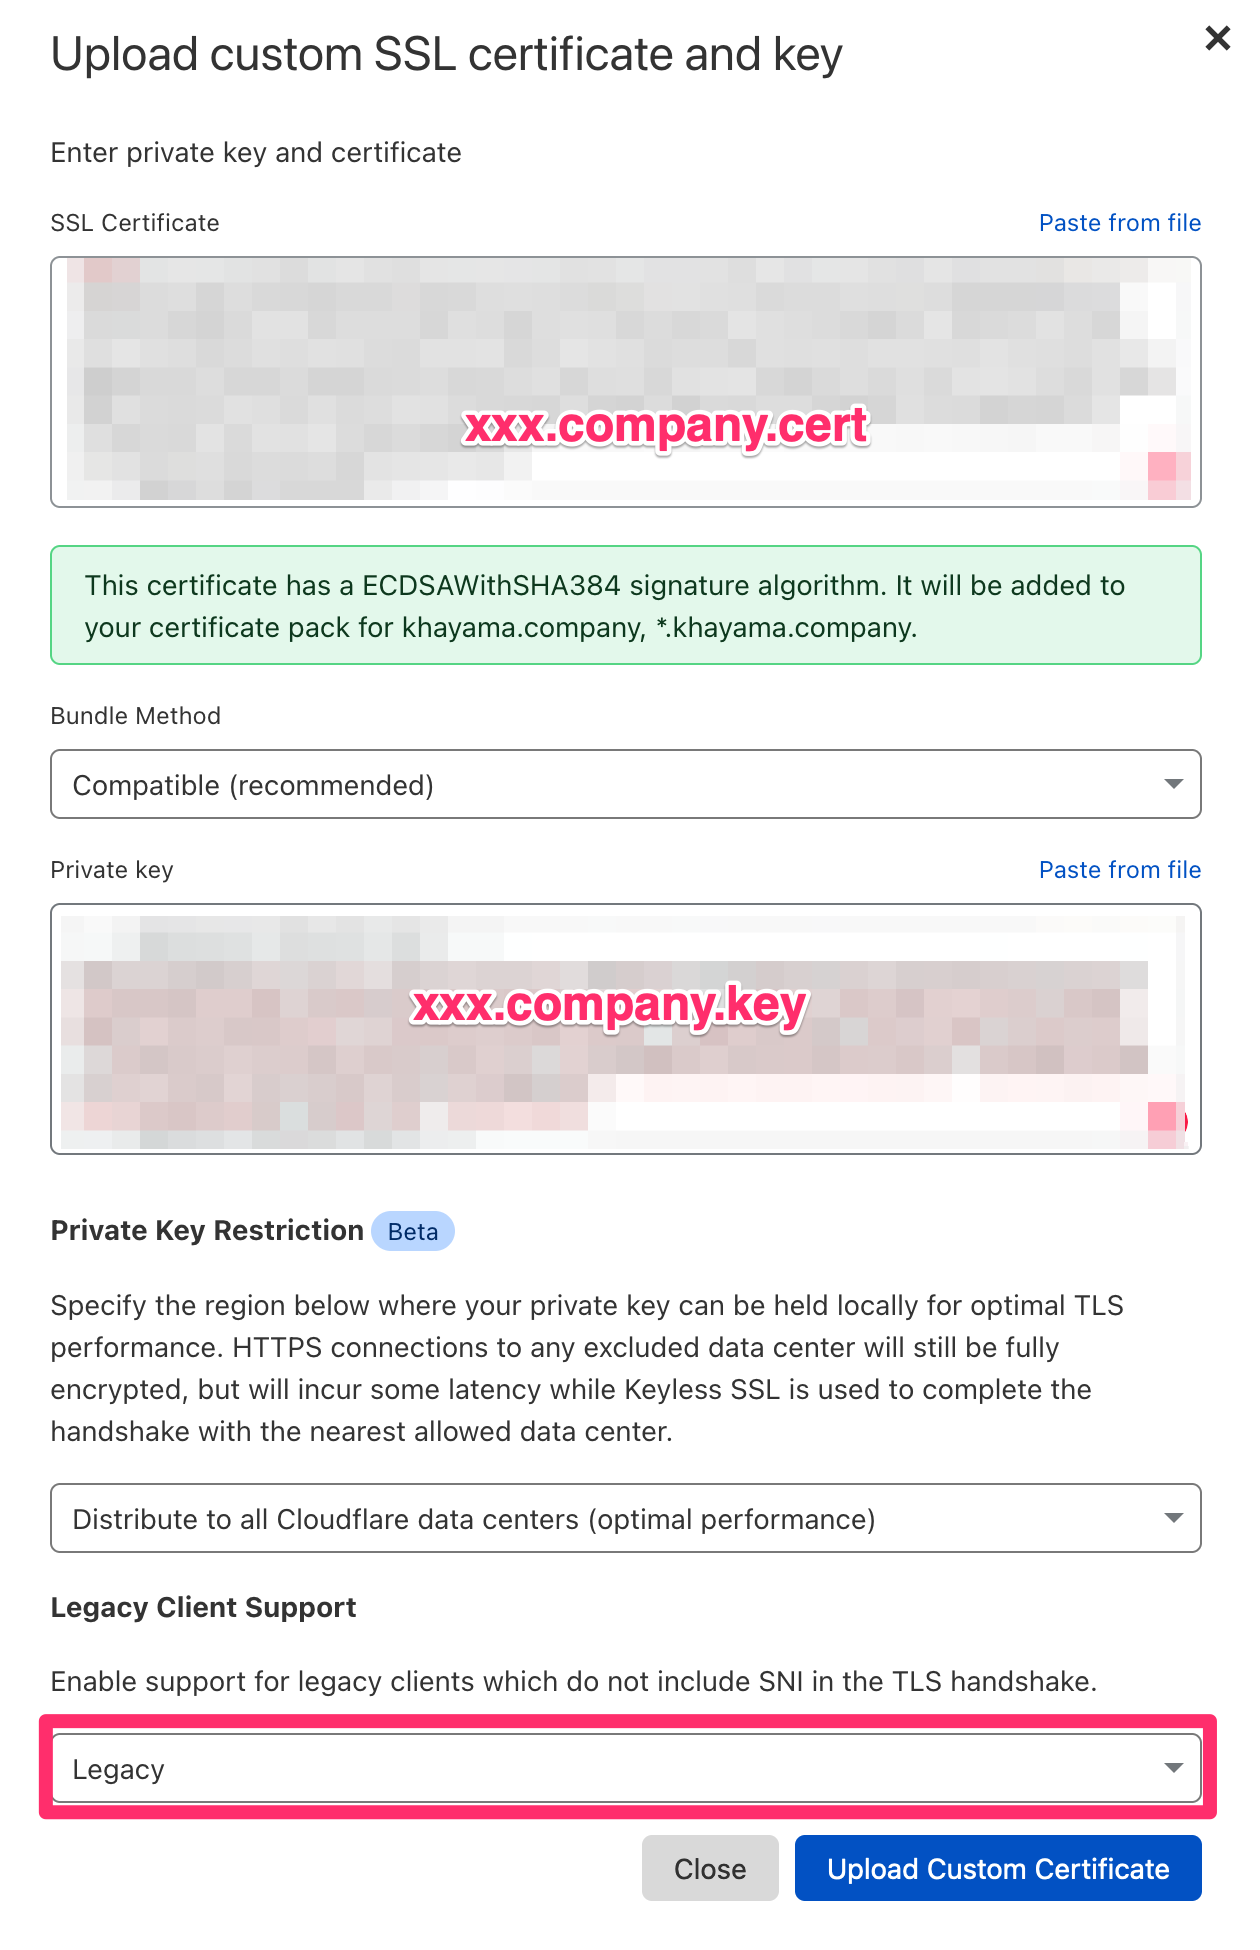 Upload custom SSL certificate and key
Enter private key and certificate
SSL Certificate
Paste from file
xxx.company.cert
This certificate has a ECDSAWithSHA384 signature algorithm. It will be added to
your certificate pack for khayama.company, *.khayama.company.
Bundle Method
Compatible (recommended)
Private key
Paste from file
xxx.company.key
Private Key Restriction Beta
Specify the region below where your private key can be held locally for optimal TLS
performance. HTTPS connections to any excluded data center will still be fully
encrypted, but will incur some latency while Keyless SSL is used to complete the
handshake with the nearest allowed data center.
Distribute to all Cloudflare data centers (optimal performance)
Legacy Client Support
Enable support for legacy clients which do not include SNI in the TLS handshake.
Legacy
Close
Upload Custom Certificate